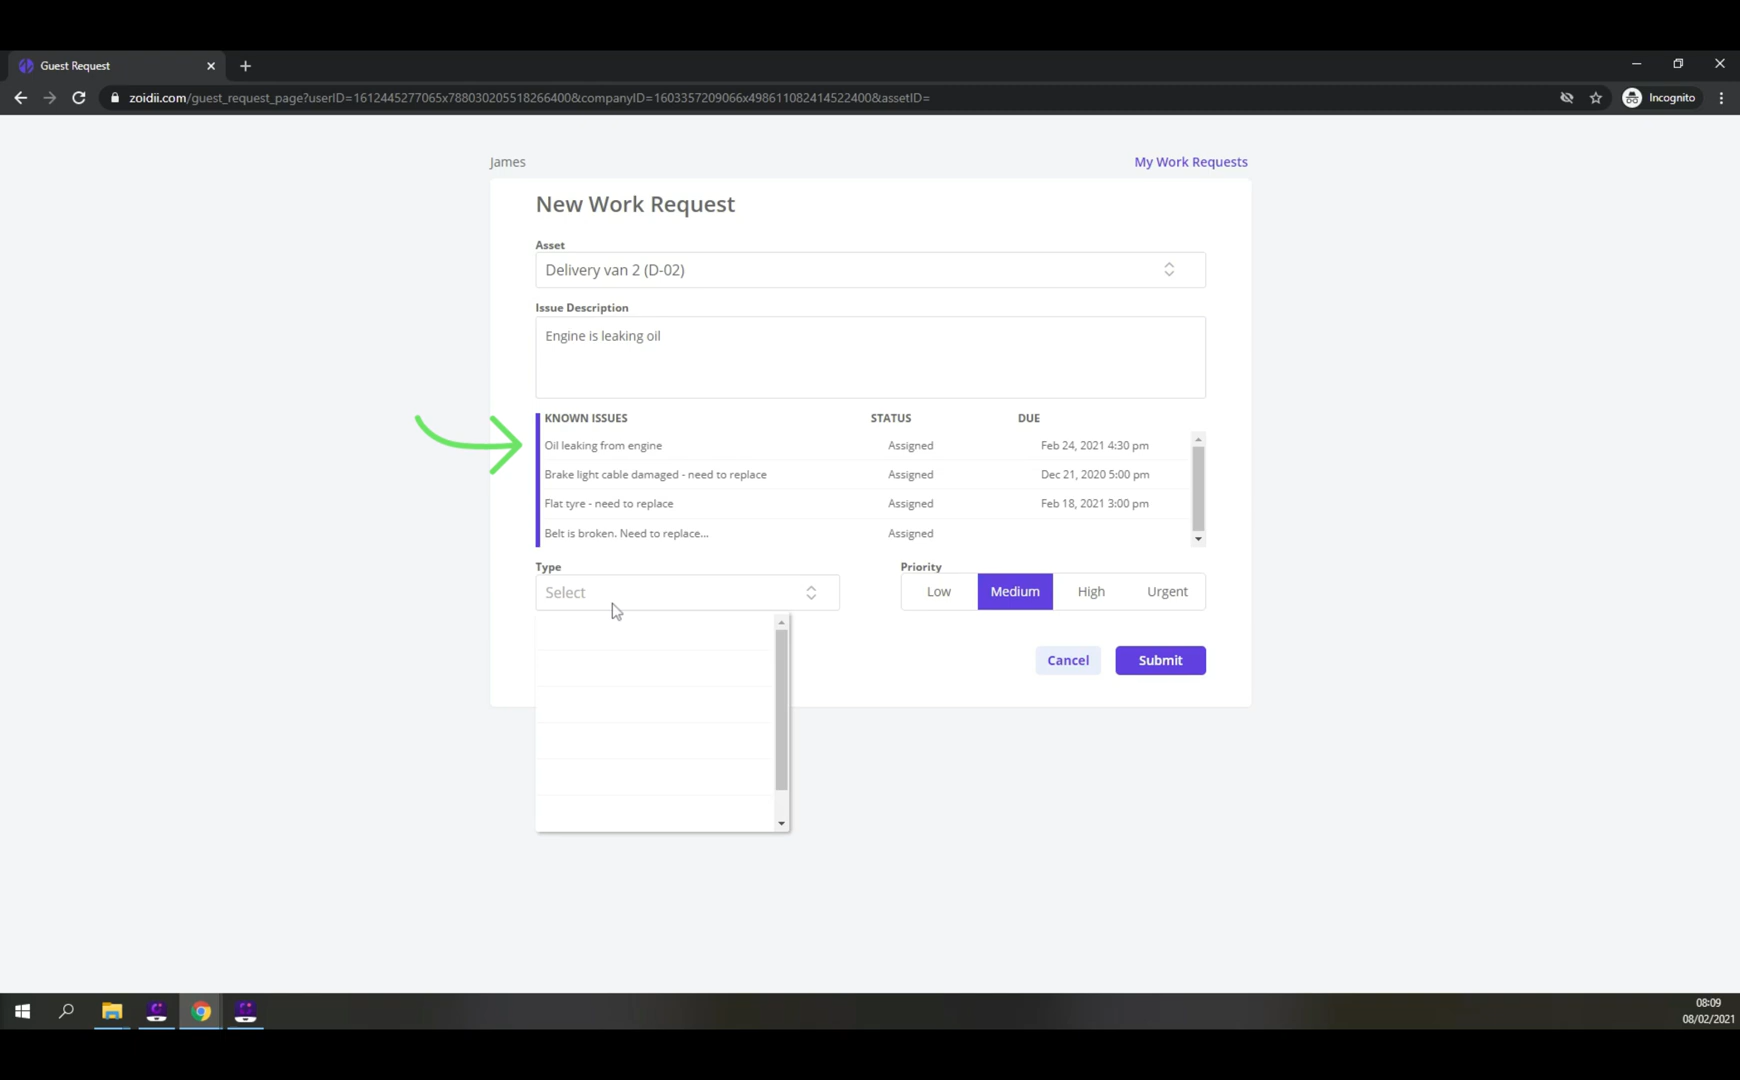 Guest Request
zoidii.com/guest_request_page?userID=1612445277065x788030205518266400&companyID=1603357209066x498611082414522400&assetID=
Incognito
James
My Work Requests
New Work Request
Asset
Delivery van 2 (D-02)
Issue Description
Engine is leaking oil
KNOWN ISSUES STATUS DUE
Oil leaking from engine Assigned Feb 24, 2021 4:30 pm
Brake light cable damaged - need to replace Assigned Dec 21, 2020 5:00 pm
Flat tyre - need to replace Assigned Feb 18, 2021 3:00 pm
Belt is broken. Need to replace... Assigned
Type Priority
Select Low Medium High Urgent
Cancel Submit
08:09
08/02/2021